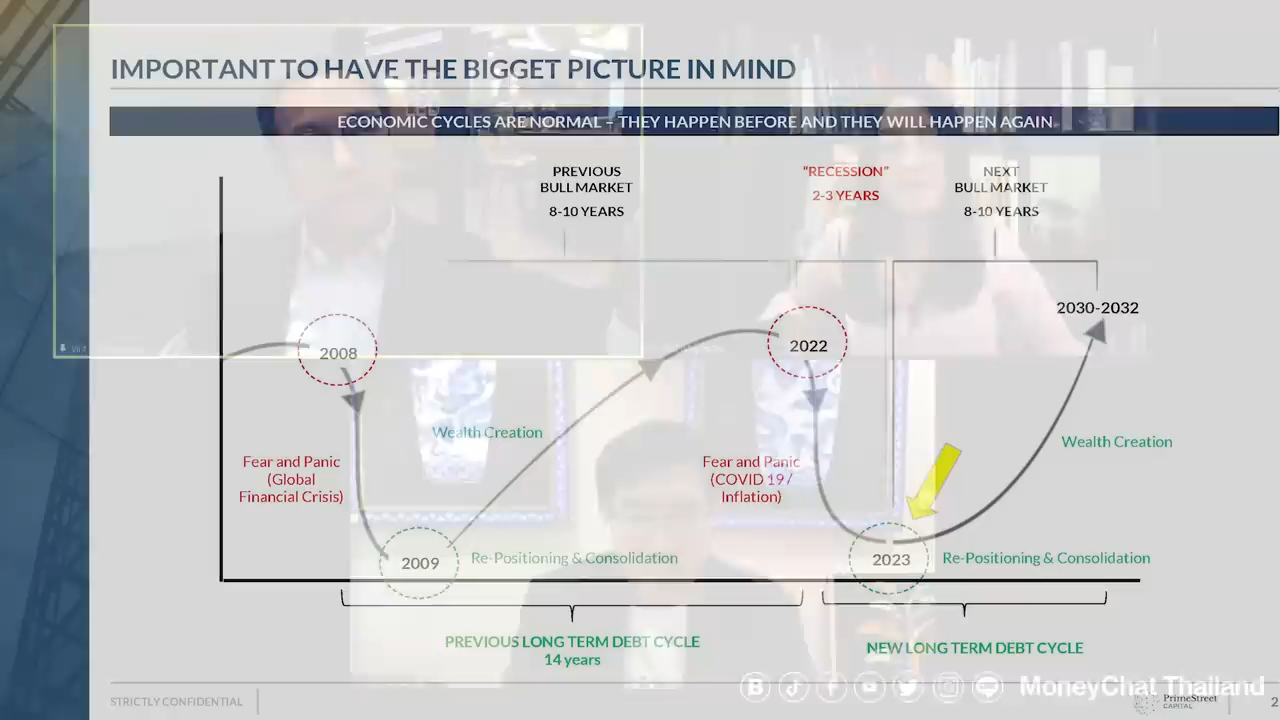 IMPORTANT TO HAVE THE BIGGET PICTURE IN MIND
ECONOMIC CYCLES ARE NORMAL – THEY HAPPEN BEFORE AND THEY WILL HAPPEN AGAIN
PREVIOUS
BULL MARKET
8-10 YEARS
"RECESSION"
2-3 YEARS
NEXT
BULL MARKET
8-10 YEARS
2030-2032
2008
2022
Wealth Creation
Wealth Creation
Fear and Panic
(Global
Financial Crisis)
Fear and Panic
(COVID 19 /
Inflation)
2009
Re-Positioning & Consolidation
2023
Re-Positioning & Consolidation
PREVIOUS LONG TERM DEBT CYCLE
14 years
NEW LONG TERM DEBT CYCLE
STRICTLY CONFIDENTIAL
MoneyChat Thailand
PrimeStreet
CAPITAL
2